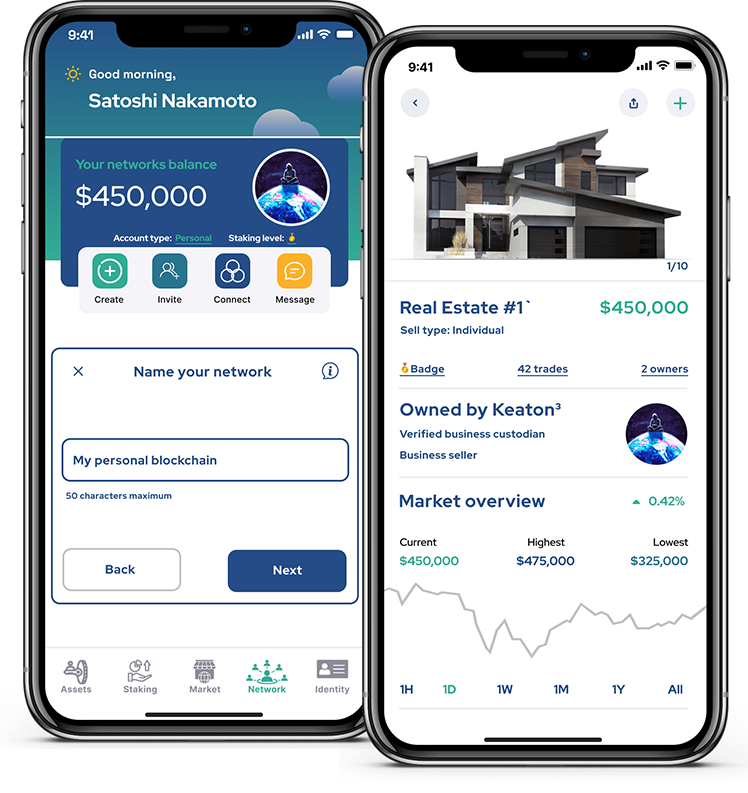 9:41
Good morning,
Satoshi Nakamoto
Your networks balance
$450,000
Account type: Personal Staking level:
Create Invite Connect Message
Name your network
My personal blockchain
50 characters maximum
Back Next
Assets Staking Market Network Identity
9:41
1/10
Real Estate #1` $450,000
Sell type: Individual
Badge 42 trades 2 owners
Owned by Keaton³
Verified business custodian
Business seller
Market overview 0.42%
Current Highest Lowest
$450,000 $475,000 $325,000
1H 1D 1W 1M 1Y All